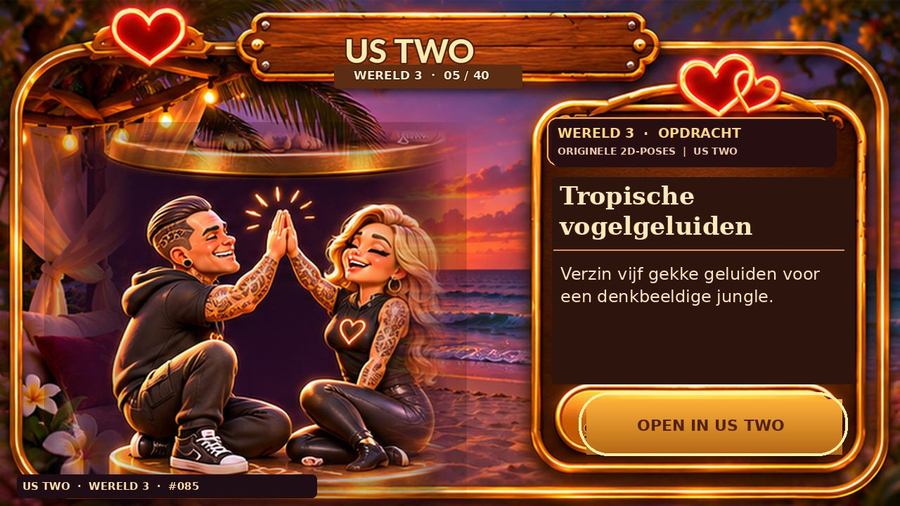 US TWO
WERELD 3 · 05 / 40
WERELD 3 · OPDRACHT
ORIGINELE 2D-POSES | US TWO
Tropische
vogelgeluiden
Verzin vijf gekke geluiden voor
een denkbeeldige jungle.
OPEN IN US TWO
US TWO · WERELD 3 · #085